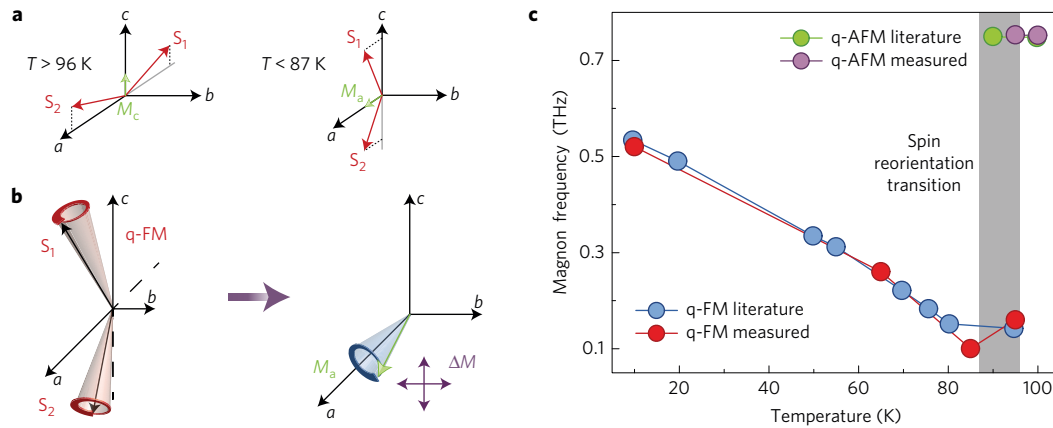 a
c
S1
T > 96 K
b
S2
Mc
a
c
S1
T < 87 K
Ma
b
S2
a
b
c
q-FM
S1
b
a
S2
c
b
Ma
ΔM
a
c
0.7
0.5
0.3
0.1
Magnon frequency (THz)
q-AFM literature
q-AFM measured
Spin
reorientation
transition
q-FM literature
q-FM measured
20
40
60
80
100
Temperature (K)